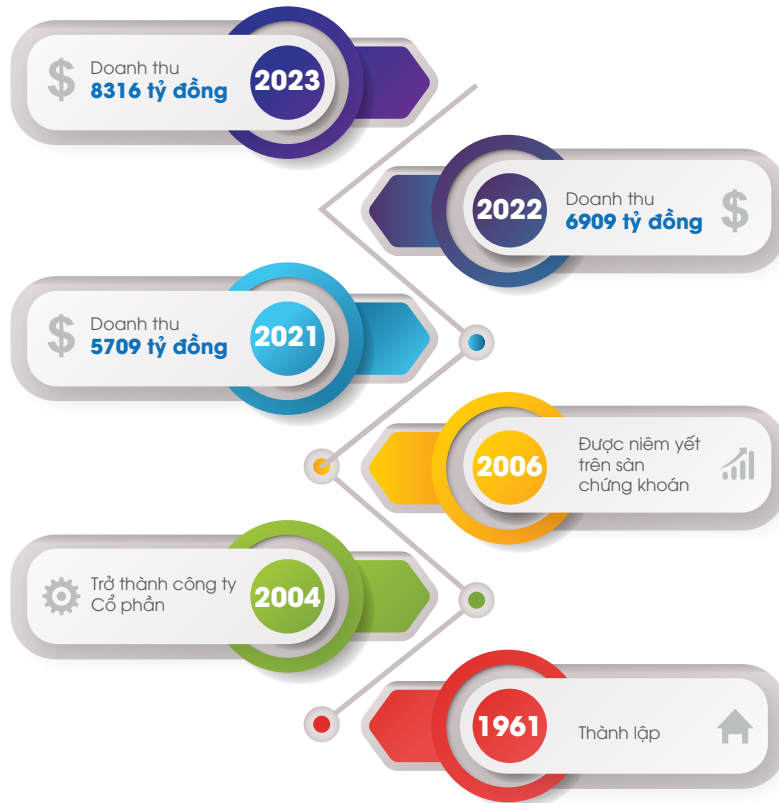 Doanh thu
8316 tỷ đồng
2023
2022
Doanh thu
6909 tỷ đồng
Doanh thu
5709 tỷ đồng
2021
2006
Được niêm yết
trên sàn
chứng khoán
Trở thành công ty
Cổ phần
2004
1961
Thành lập